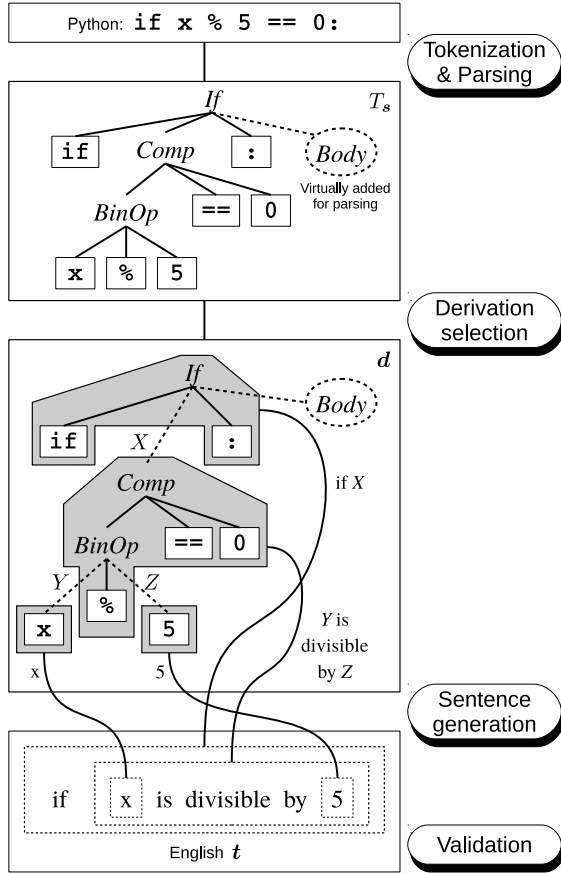 Python: if x % 5 == 0:
Tokenization
& Parsing
If
T_s
if
Comp
:
Body
Virtually added
for parsing
BinOp
==
0
x
%
5
Derivation
selection
d
If
Body
if
X
:
if X
Comp
BinOp
==
0
Y
Z
%
x
5
Y is
divisible
by Z
x
5
Sentence
generation
if x is divisible by 5
English t
Validation